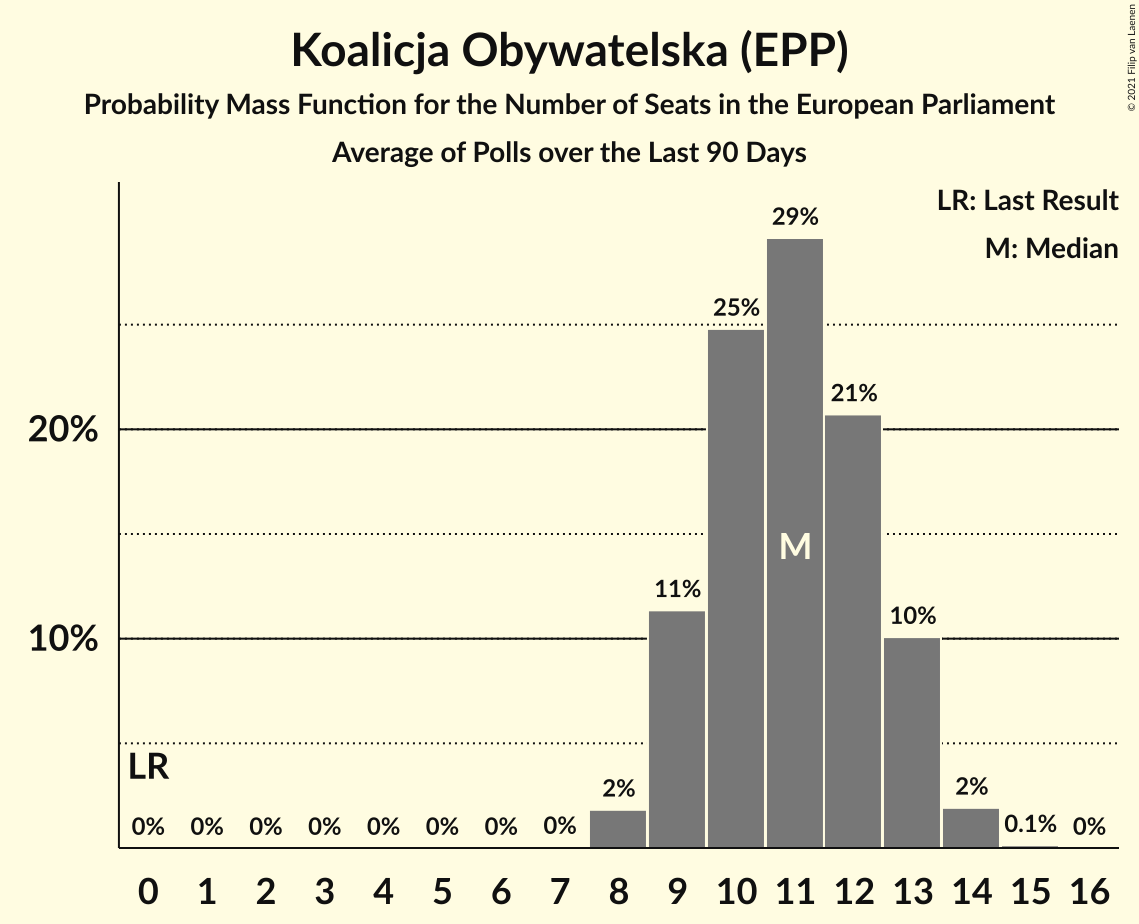 Koalicja Obywatelska (EPP)
Probability Mass Function for the Number of Seats in the European Parliament
Average of Polls over the Last 90 Days
© 2021 Filip van Laenen
LR: Last Result
M: Median
29%
25%
21%
20%
M
11%
10%
10%
LR
2%
2%
0% 0% 0% 0% 0% 0% 0% 0% 0.1% 0%
0 1 2 3 4 5 6 7 8 9 10 11 12 13 14 15 16